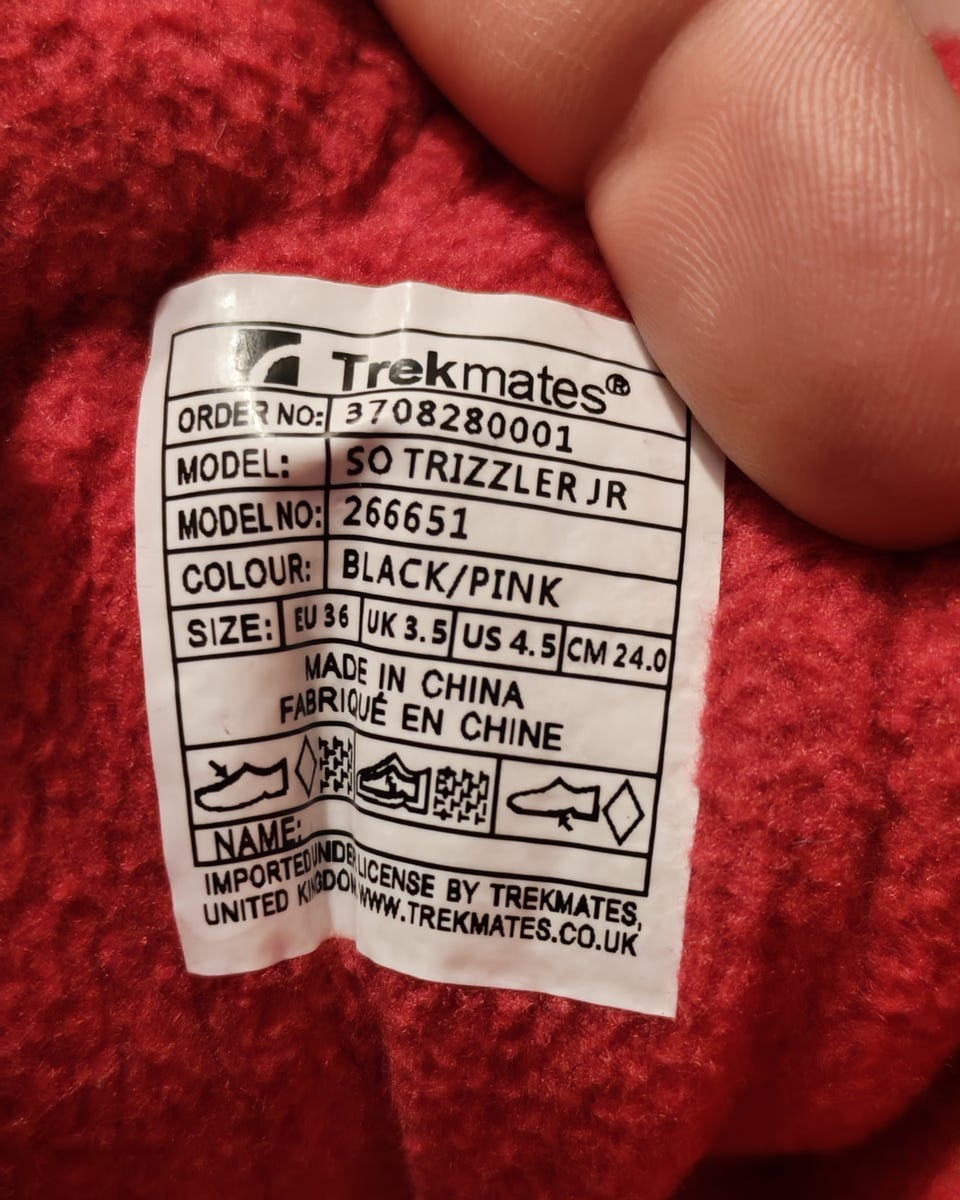 Trekmates®
ORDER NO: 3708280001
MODEL: SO TRIZZLER JR
MODEL NO: 266651
COLOUR: BLACK/PINK
SIZE: EU 36 UK 3.5 US 4.5 CM 24.0
MADE IN CHINA
FABRIQUÉ EN CHINE
NAME:
IMPORTED UNDER LICENSE BY TREKMATES,
UNITED KINGDOM WWW.TREKMATES.CO.UK